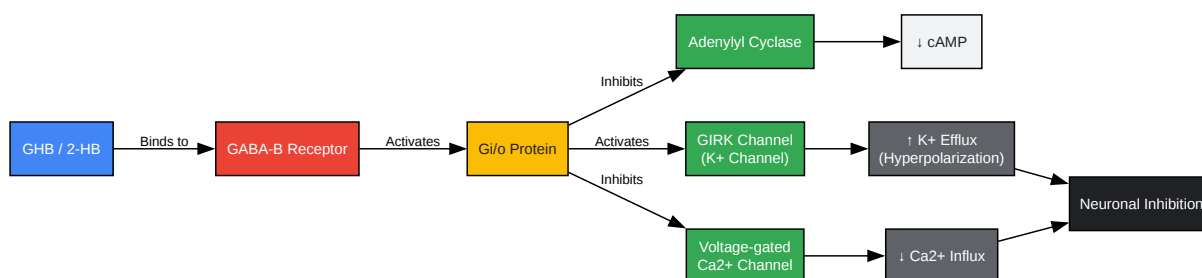 GHB / 2-HB
Binds to
GABA-B Receptor
Activates
Gi/o Protein
Inhibits
Adenylyl Cyclase
↓ cAMP
Activates
GIRK Channel
(K+ Channel)
↑ K+ Efflux
(Hyperpolarization)
Inhibits
Voltage-gated
Ca2+ Channel
↓ Ca2+ Influx
Neuronal Inhibition